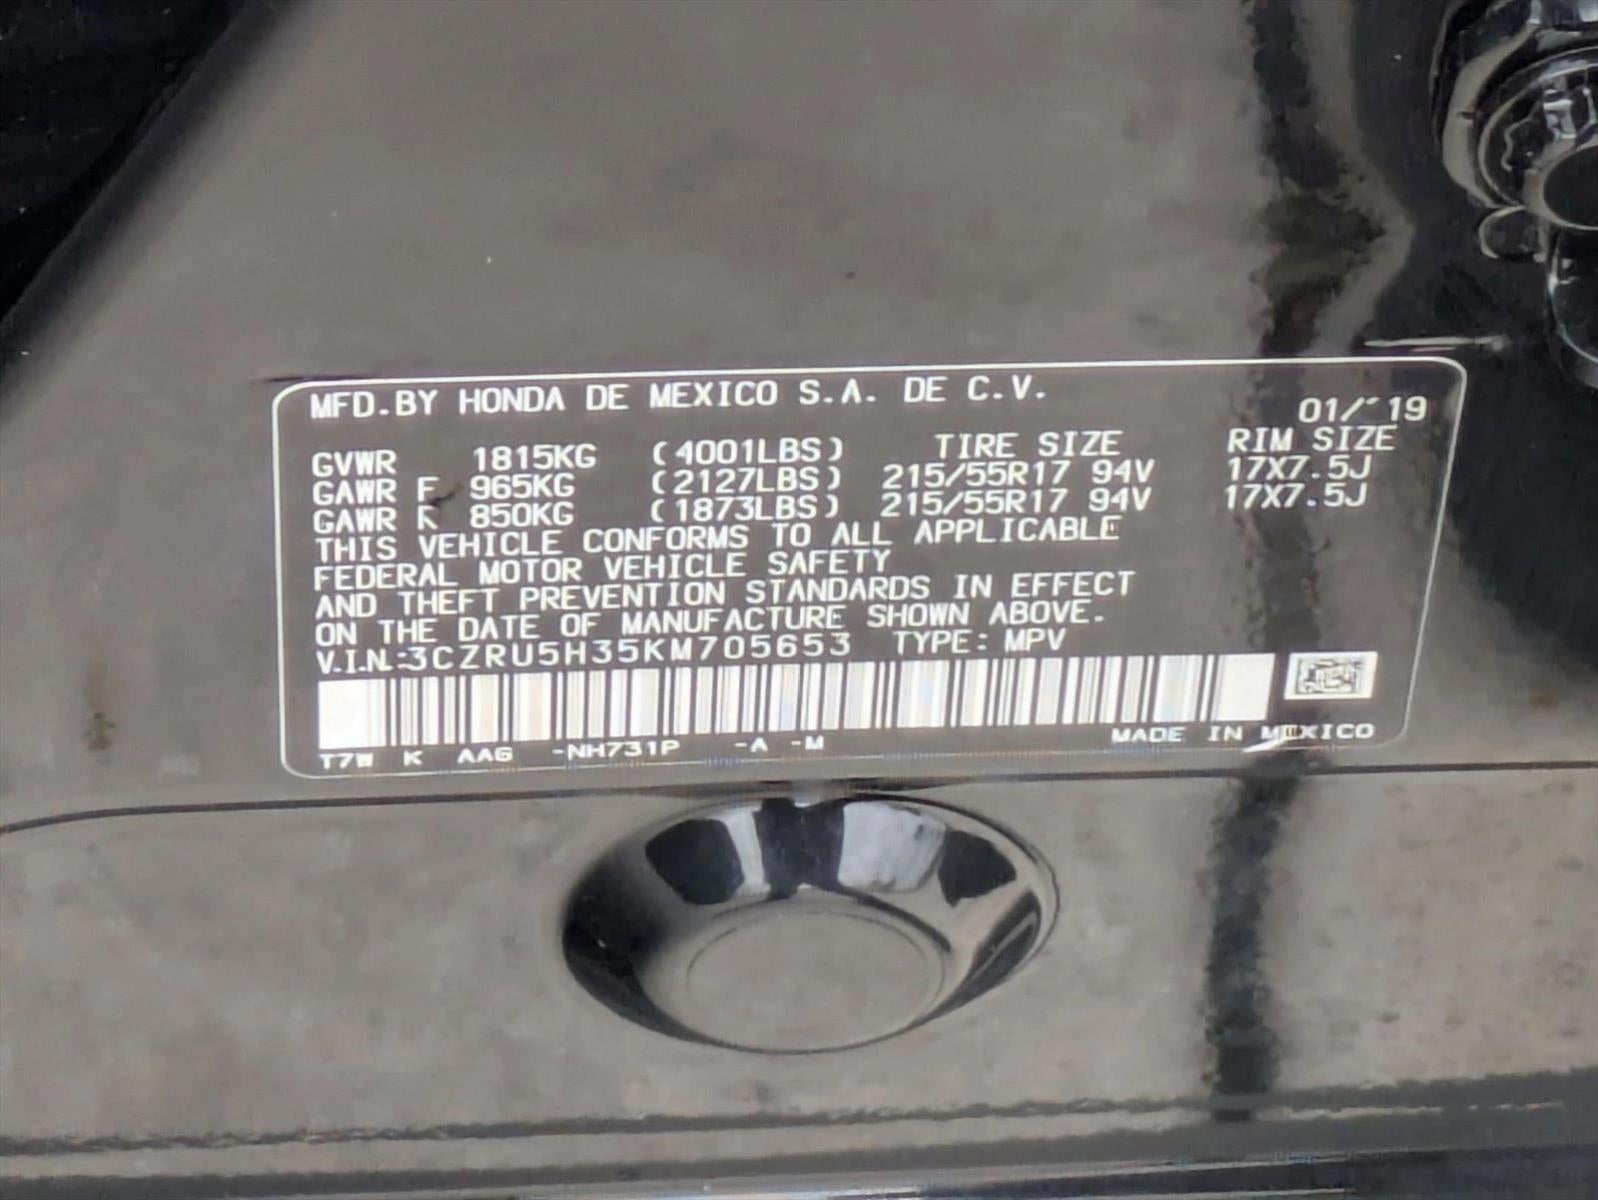 MFD.BY HONDA DE MEXICO S.A. DE C.V.
01/'19
GVWR 1815KG (4001LBS) TIRE SIZE RIM SIZE
GAWR F 965KG (2127LBS) 215/55R17 94V 17X7.5J
GAWR R 850KG (1873LBS) 215/55R17 94V 17X7.5J
THIS VEHICLE CONFORMS TO ALL APPLICABLE
FEDERAL MOTOR VEHICLE SAFETY
AND THEFT PREVENTION STANDARDS IN EFFECT
ON THE DATE OF MANUFACTURE SHOWN ABOVE.
V.I.N.:3CZRU5H35KM705653 TYPE: MPV
T7W K AAG -NH731P -A -M MADE IN MEXICO